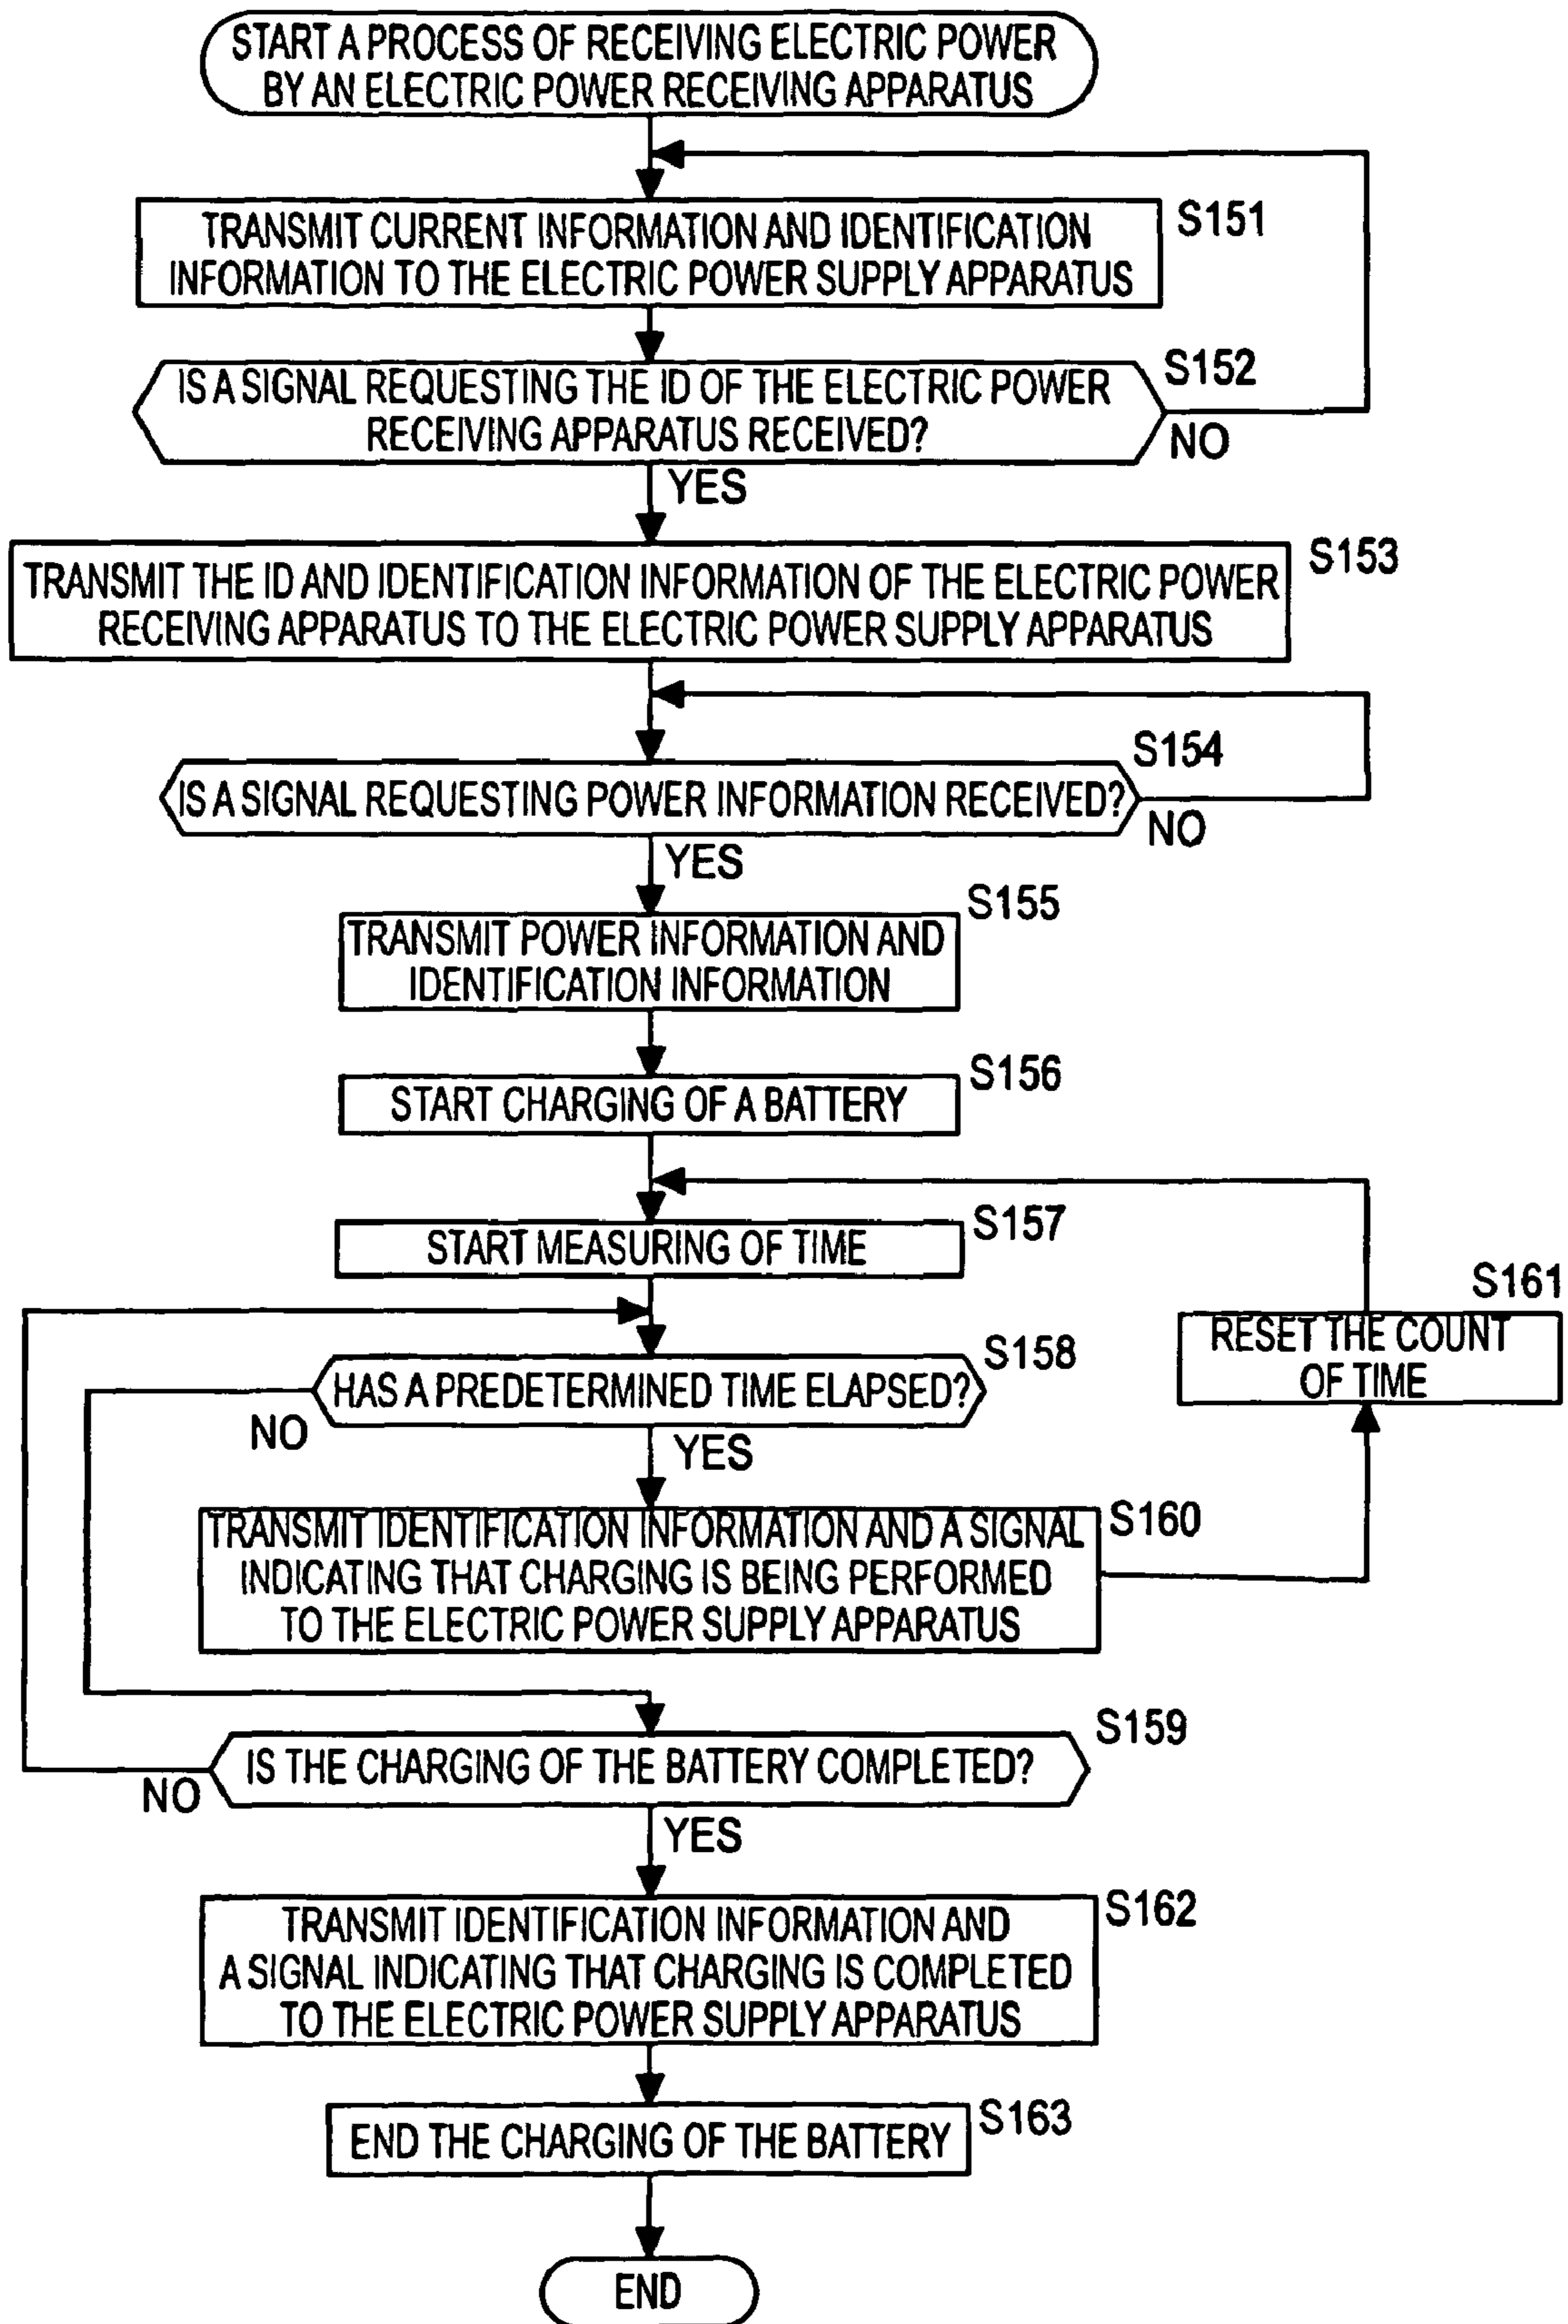 START A PROCESS OF RECEIVING ELECTRIC POWER
BY AN ELECTRIC POWER RECEIVING APPARATUS
S151
TRANSMIT CURRENT INFORMATION AND IDENTIFICATION
INFORMATION TO THE ELECTRIC POWER SUPPLY APPARATUS
S152
IS A SIGNAL REQUESTING THE ID OF THE ELECTRIC POWER
RECEIVING APPARATUS RECEIVED?
NO
YES
S153
TRANSMIT THE ID AND IDENTIFICATION INFORMATION OF THE ELECTRIC POWER
RECEIVING APPARATUS TO THE ELECTRIC POWER SUPPLY APPARATUS
S154
IS A SIGNAL REQUESTING POWER INFORMATION RECEIVED?
NO
YES
S155
TRANSMIT POWER INFORMATION AND
IDENTIFICATION INFORMATION
S156
START CHARGING OF A BATTERY
S157
START MEASURING OF TIME
S161
RESET THE COUNT
OF TIME
S158
HAS A PREDETERMINED TIME ELAPSED?
NO
YES
S160
TRANSMIT IDENTIFICATION INFORMATION AND A SIGNAL
INDICATING THAT CHARGING IS BEING PERFORMED
TO THE ELECTRIC POWER SUPPLY APPARATUS
S159
IS THE CHARGING OF THE BATTERY COMPLETED?
NO
YES
S162
TRANSMIT IDENTIFICATION INFORMATION AND
A SIGNAL INDICATING THAT CHARGING IS COMPLETED
TO THE ELECTRIC POWER SUPPLY APPARATUS
S163
END THE CHARGING OF THE BATTERY
END